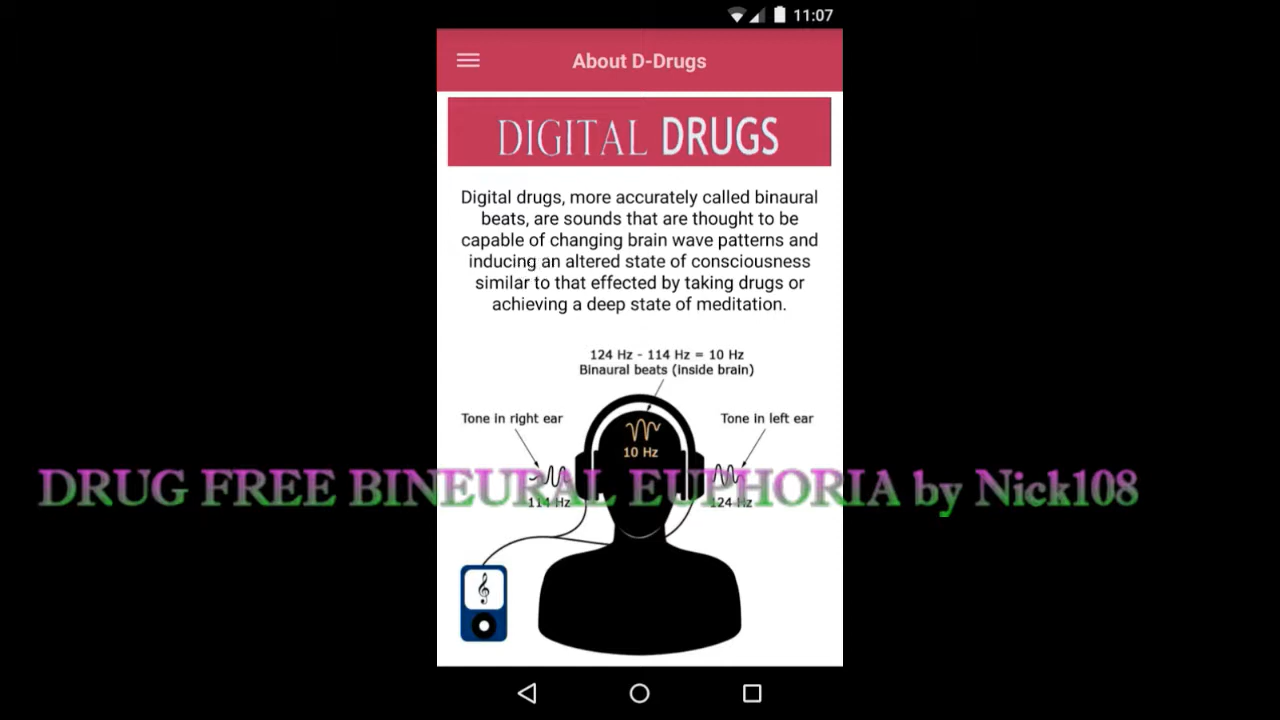 11:07
About D-Drugs
DIGITAL DRUGS
Digital drugs, more accurately called binaural
beats, are sounds that are thought to be
capable of changing brain wave patterns and
inducing an altered state of consciousness
similar to that effected by taking drugs or
achieving a deep state of meditation.
124 Hz - 114 Hz = 10 Hz
Binaural beats (inside brain)
Tone in right ear
Tone in left ear
10 Hz
DRUG FREE BINEURAL EUPHORIA by Nick108
114 Hz
124 Hz